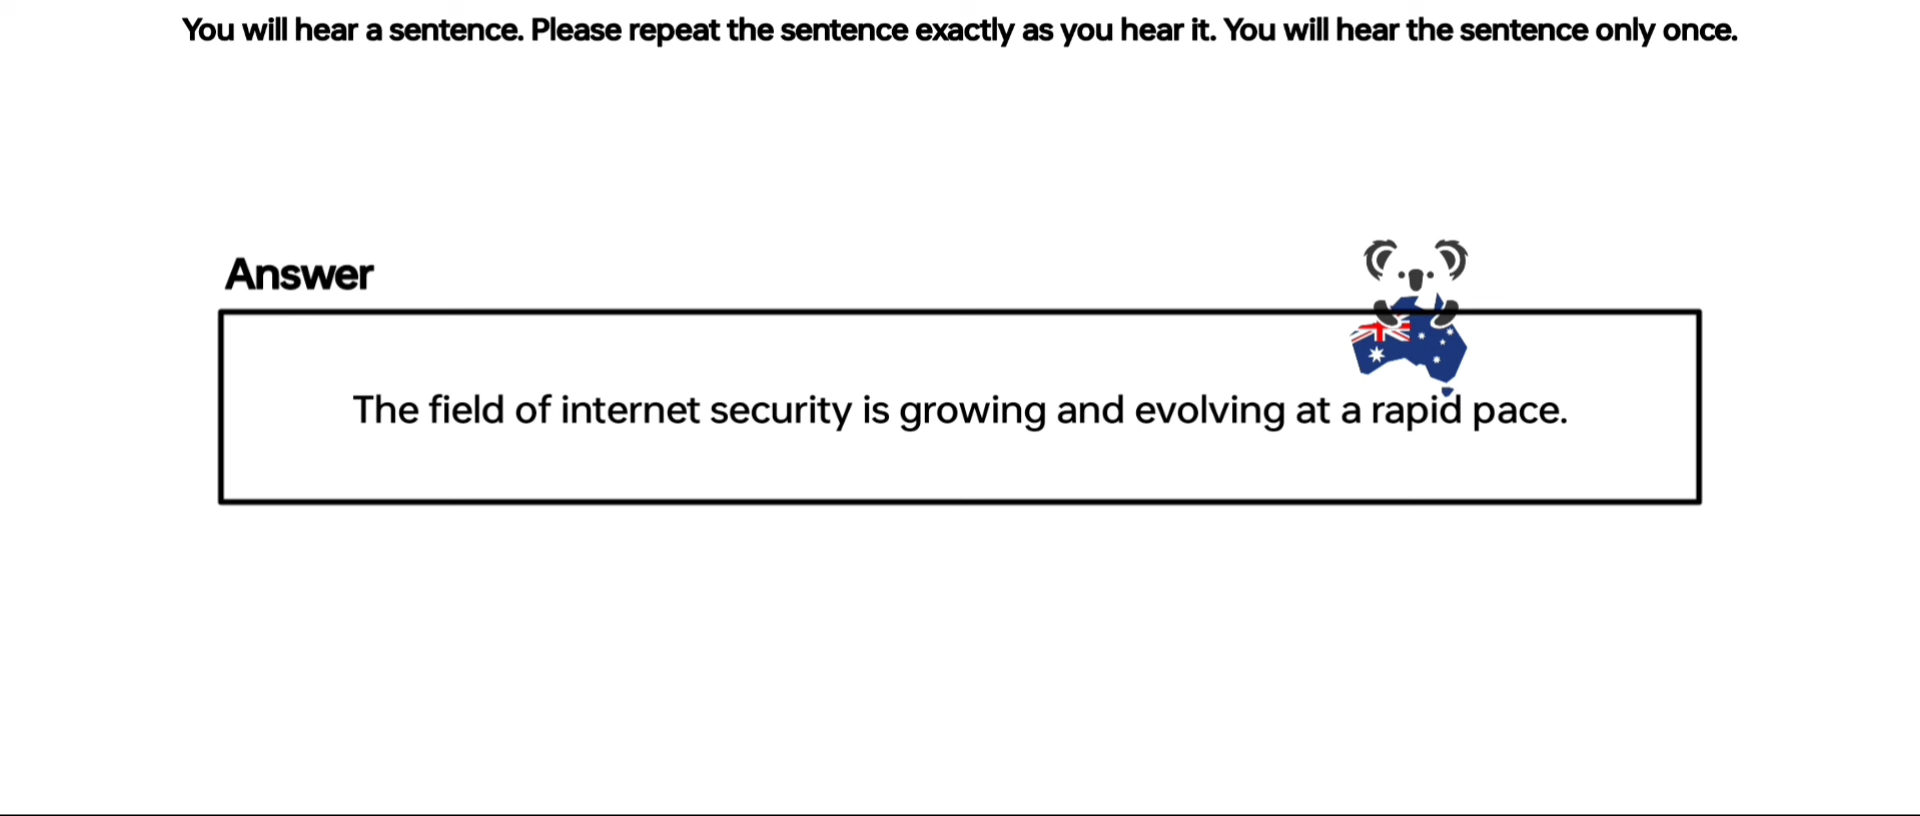 You will hear a sentence. Please repeat the sentence exactly as you hear it. You will hear the sentence only once.
Answer
The field of internet security is growing and evolving at a rapid pace.